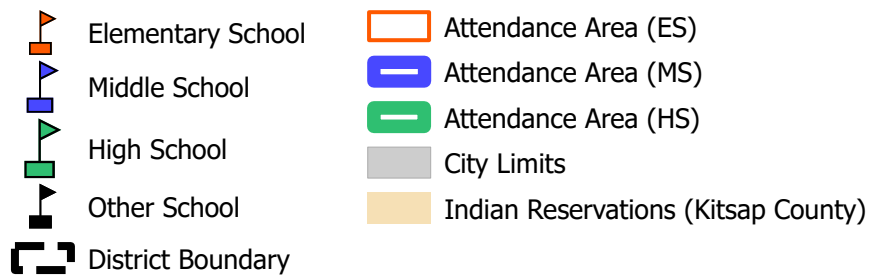 Elementary School
Middle School
High School
Other School
District Boundary
Attendance Area (ES)
Attendance Area (MS)
Attendance Area (HS)
City Limits
Indian Reservations (Kitsap County)